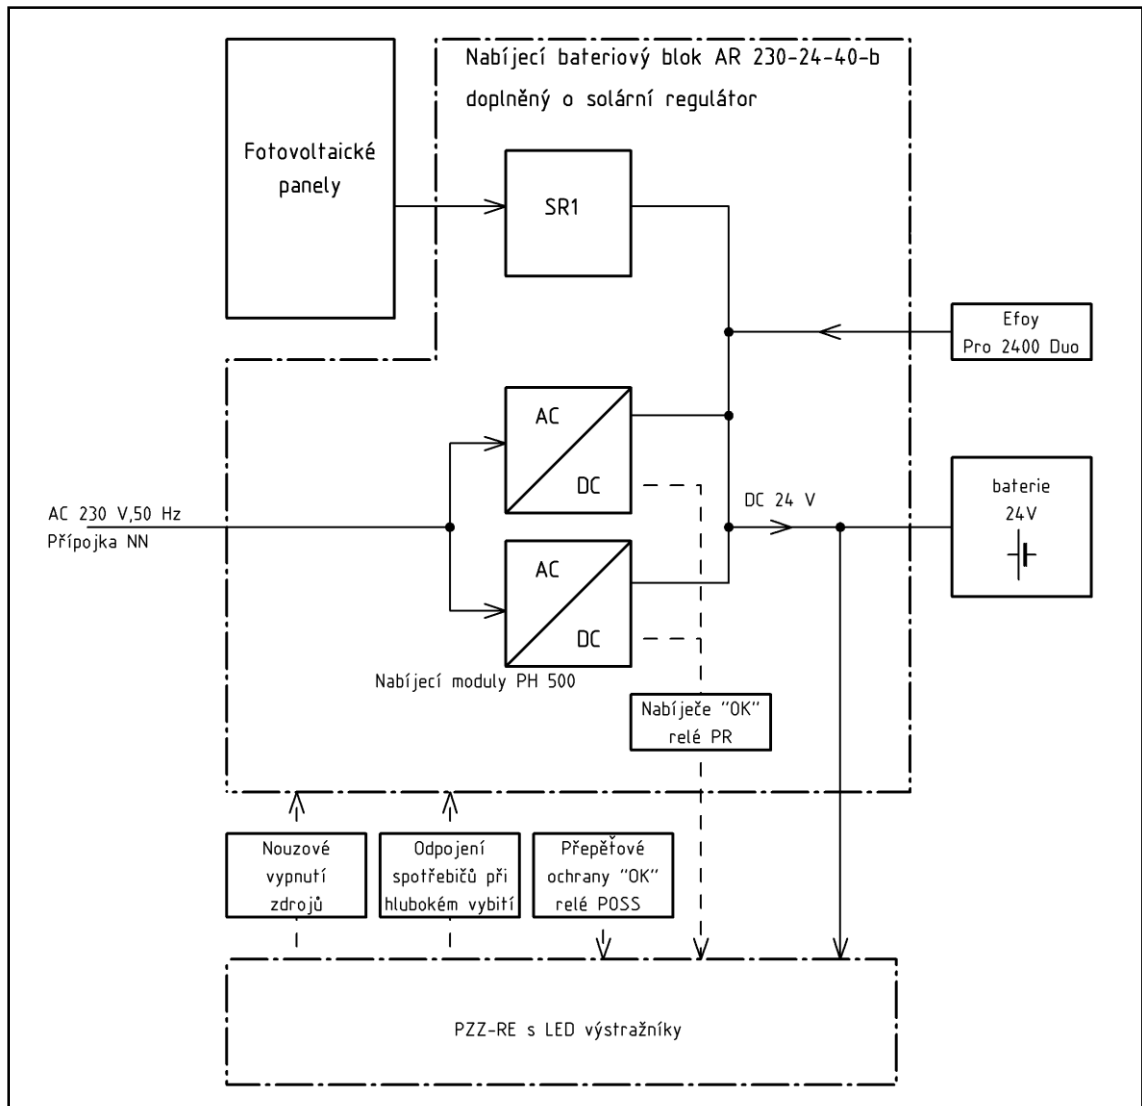 Nabíjecí bateriový blok AR 230-24-40-b
doplněný o solární regulátor
Fotovoltaické
panely
SR1
Efoy
Pro 2400 Duo
AC
DC
AC 230 V,50 Hz
Přípojka NN
DC 24 V
baterie
24V
AC
DC
Nabíjecí moduly PH 500
Nabíječe "OK"
relé PR
Nouzové
vypnutí
zdrojů
Odpojení
spotřebičů při
hlubokém vybití
Přepěťové
ochrany "OK"
relé POSS
PZZ-RE s LED výstražníky